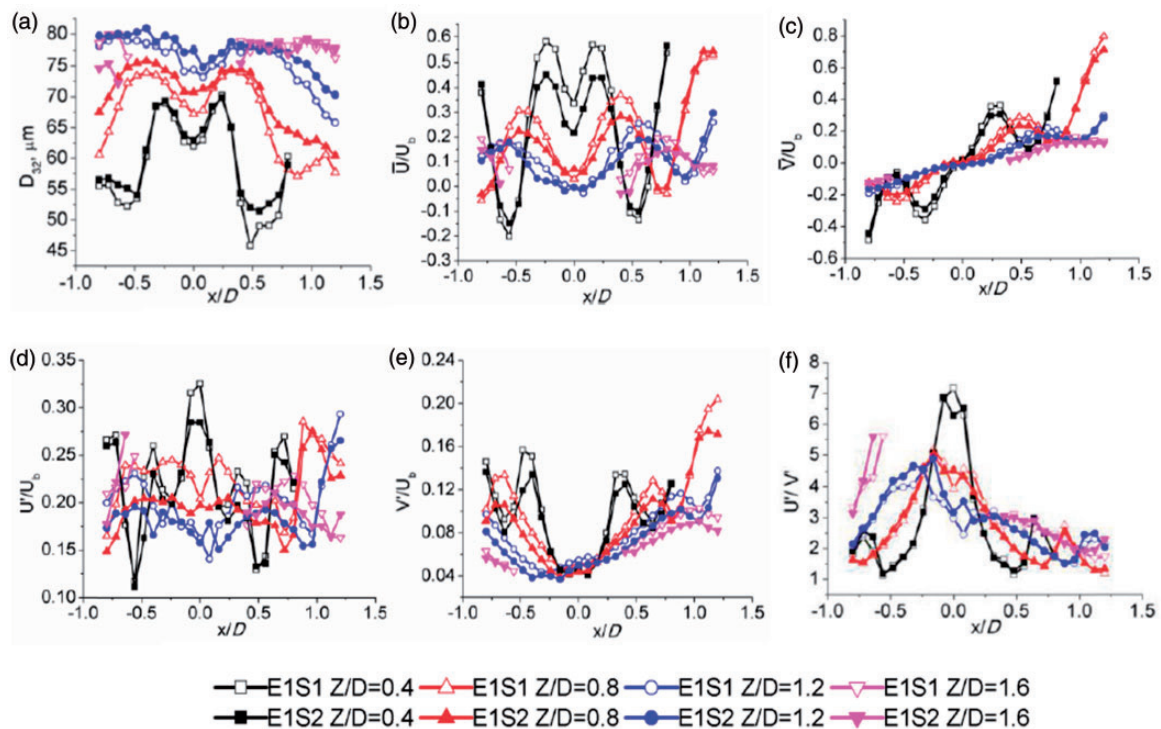 (a)
80
75
70
65
60
55
50
45
D32, μm
-1.0 -0.5 0.0 0.5 1.0 1.5
x/D
(b)
0.6
0.5
0.4
0.3
0.2
0.1
0.0
-0.1
-0.2
-0.3
U̅/Ub
-1.0 -0.5 0.0 0.5 1.0 1.5
x/D
(c)
0.8
0.6
0.4
0.2
0.0
-0.2
-0.4
-0.6
V̅/Ub
-1.0 -0.5 0.0 0.5 1.0 1.5
x/D
(d)
0.35
0.30
0.25
0.20
0.15
0.10
U'/Ub
-1.0 -0.5 0.0 0.5 1.0 1.5
x/D
(e)
0.24
0.20
0.16
0.12
0.08
0.04
V'/Ub
-1.0 -0.5 0.0 0.5 1.0 1.5
x/D
(f)
8
7
6
5
4
3
2
1
U'/ V'
-1.0 -0.5 0.0 0.5 1.0 1.5
x/D
E1S1 Z/D=0.4 E1S1 Z/D=0.8 E1S1 Z/D=1.2 E1S1 Z/D=1.6
E1S2 Z/D=0.4 E1S2 Z/D=0.8 E1S2 Z/D=1.2 E1S2 Z/D=1.6